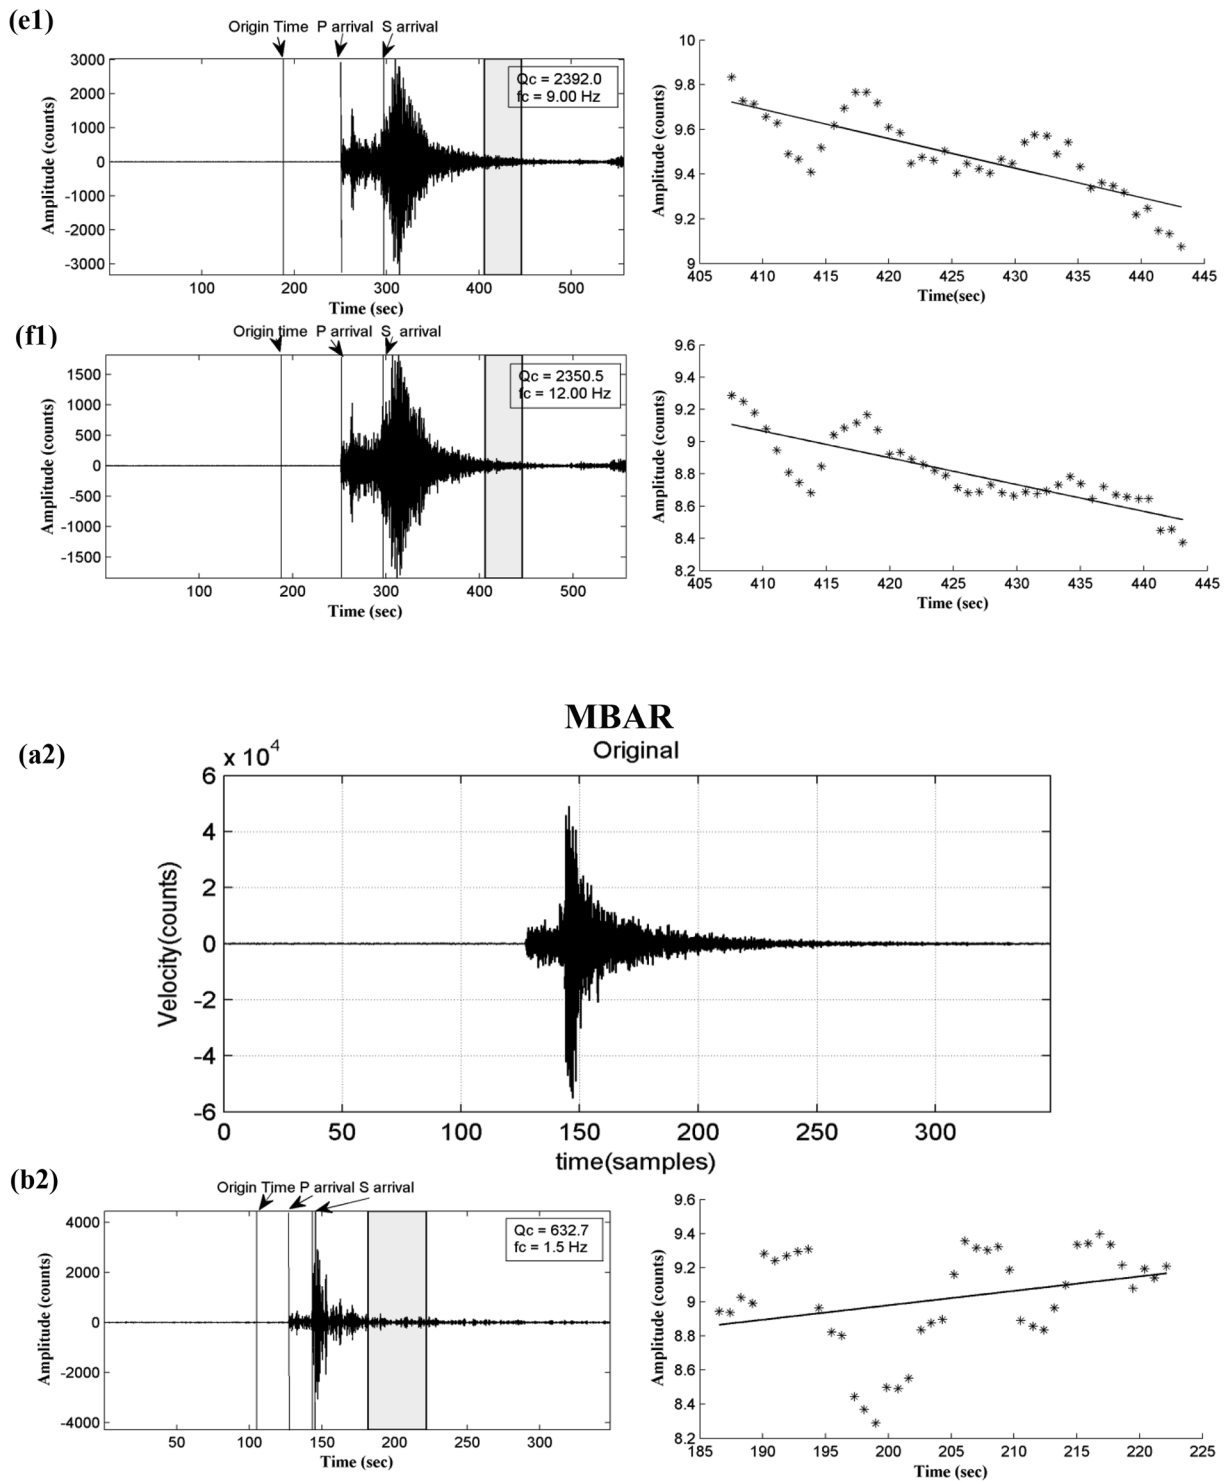 (e1)
Origin Time P arrival S arrival
3000
2000
1000
0
-1000
-2000
-3000
Amplitude (counts)
Qc = 2392.0
fc = 9.00 Hz
100 200 300 400 500
Time (sec)
10
9.8
9.6
9.4
9.2
9
Amplitude (counts)
405 410 415 420 425 430 435 440 445
Time(sec)
(f1)
Origin time P arrival S arrival
1500
1000
500
0
-500
-1000
-1500
Amplitude (counts)
Qc = 2350.5
fc = 12.00 Hz
100 200 300 400 500
Time (sec)
9.6
9.4
9.2
9
8.8
8.6
8.4
8.2
Amplitude (counts)
405 410 415 420 425 430 435 440 445
Time (sec)
MBAR
(a2)
x 10⁴
Original
6
4
2
0
-2
-4
-6
Velocity(counts)
0 50 100 150 200 250 300
time(samples)
(b2)
Origin Time P arrival S arrival
4000
2000
0
-2000
-4000
Amplitude (counts)
Qc = 632.7
fc = 1.5 Hz
50 100 150 200 250 300
Time (sec)
9.6
9.4
9.2
9
8.8
8.6
8.4
8.2
Amplitude (counts)
185 190 195 200 205 210 215 220 225
Time (sec)